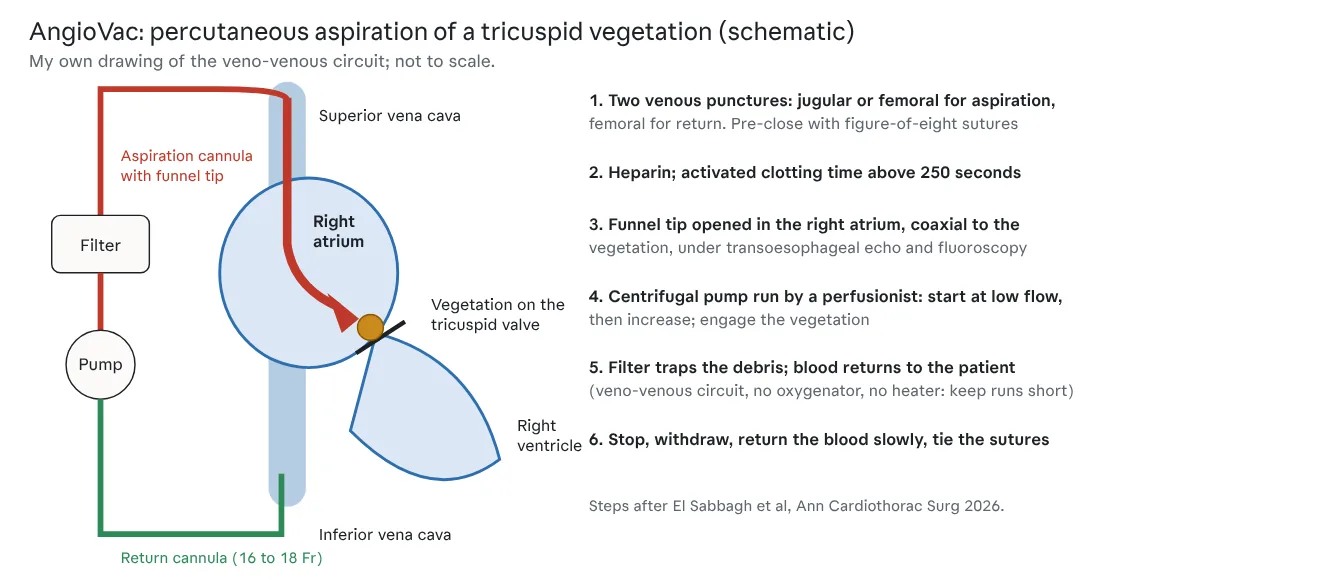 AngioVac: percutaneous aspiration of a tricuspid vegetation (schematic)
My own drawing of the veno-venous circuit; not to scale.
Superior vena cava
Aspiration cannula
with funnel tip
Filter
Right
atrium
Vegetation on the
tricuspid valve
Pump
Right
ventricle
Inferior vena cava
Return cannula (16 to 18 Fr)
1. Two venous punctures: jugular or femoral for aspiration,
femoral for return. Pre-close with figure-of-eight sutures
2. Heparin; activated clotting time above 250 seconds
3. Funnel tip opened in the right atrium, coaxial to the
vegetation, under transoesophageal echo and fluoroscopy
4. Centrifugal pump run by a perfusionist: start at low flow,
then increase; engage the vegetation
5. Filter traps the debris; blood returns to the patient
(veno-venous circuit, no oxygenator, no heater: keep runs short)
6. Stop, withdraw, return the blood slowly, tie the sutures
Steps after El Sabbagh et al, Ann Cardiothorac Surg 2026.